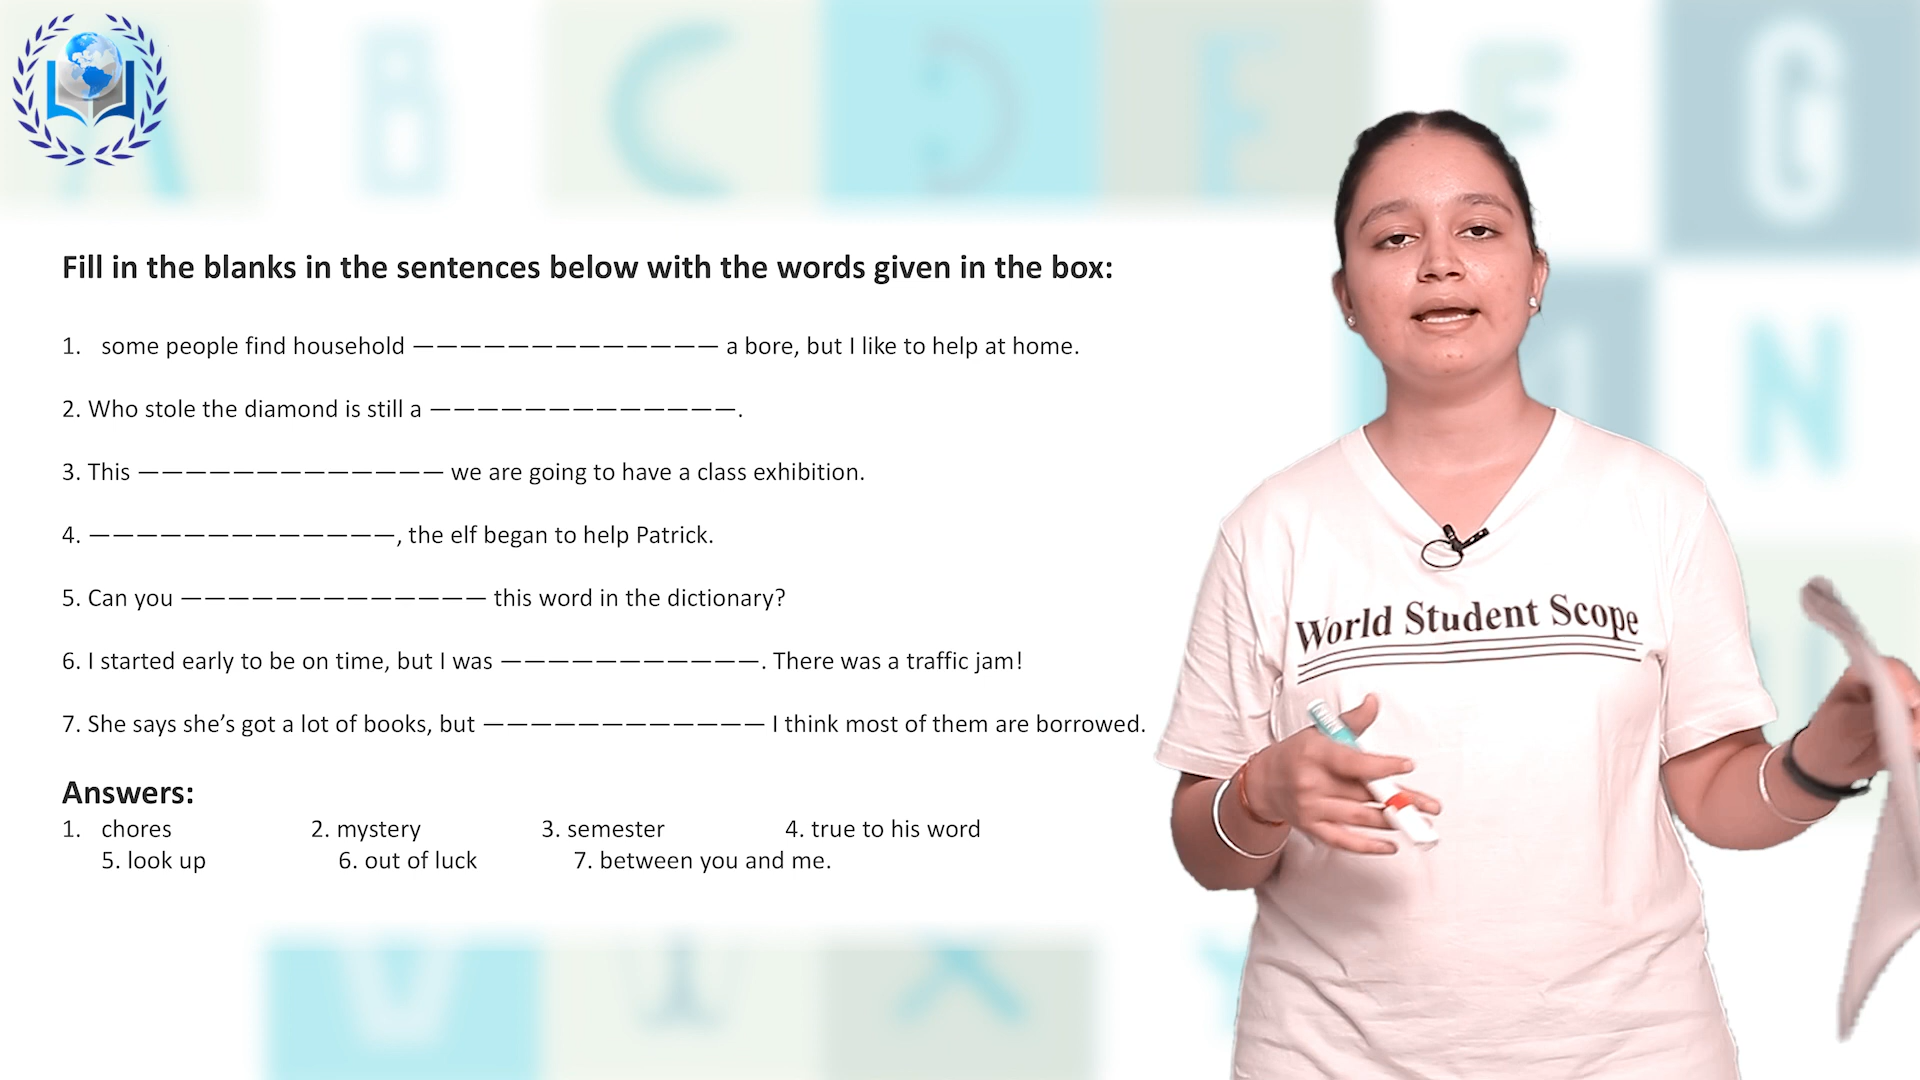 Fill in the blanks in the sentences below with the words given in the box:
1. some people find household ————————————— a bore, but I like to help at home.
2. Who stole the diamond is still a —————————————.
3. This ————————————— we are going to have a class exhibition.
4. —————————————, the elf began to help Patrick.
5. Can you ————————————— this word in the dictionary?
6. I started early to be on time, but I was ———————————. There was a traffic jam!
7. She says she’s got a lot of books, but ———————————— I think most of them are borrowed.
Answers:
1. chores 2. mystery 3. semester 4. true to his word
5. look up 6. out of luck 7. between you and me.
World Student Scope
A B C D E F G
N
V X Y